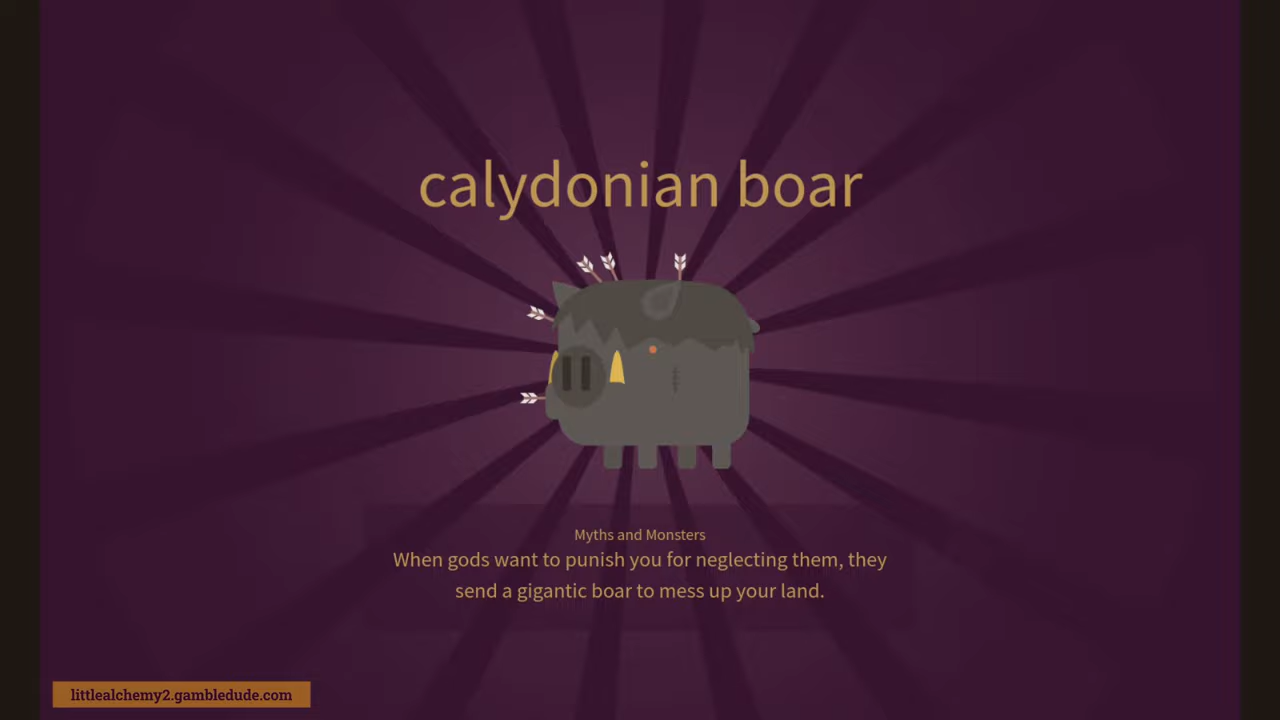 calydonian boar
Myths and Monsters
When gods want to punish you for neglecting them, they
send a gigantic boar to mess up your land.
littlealchemy2.gambledude.com